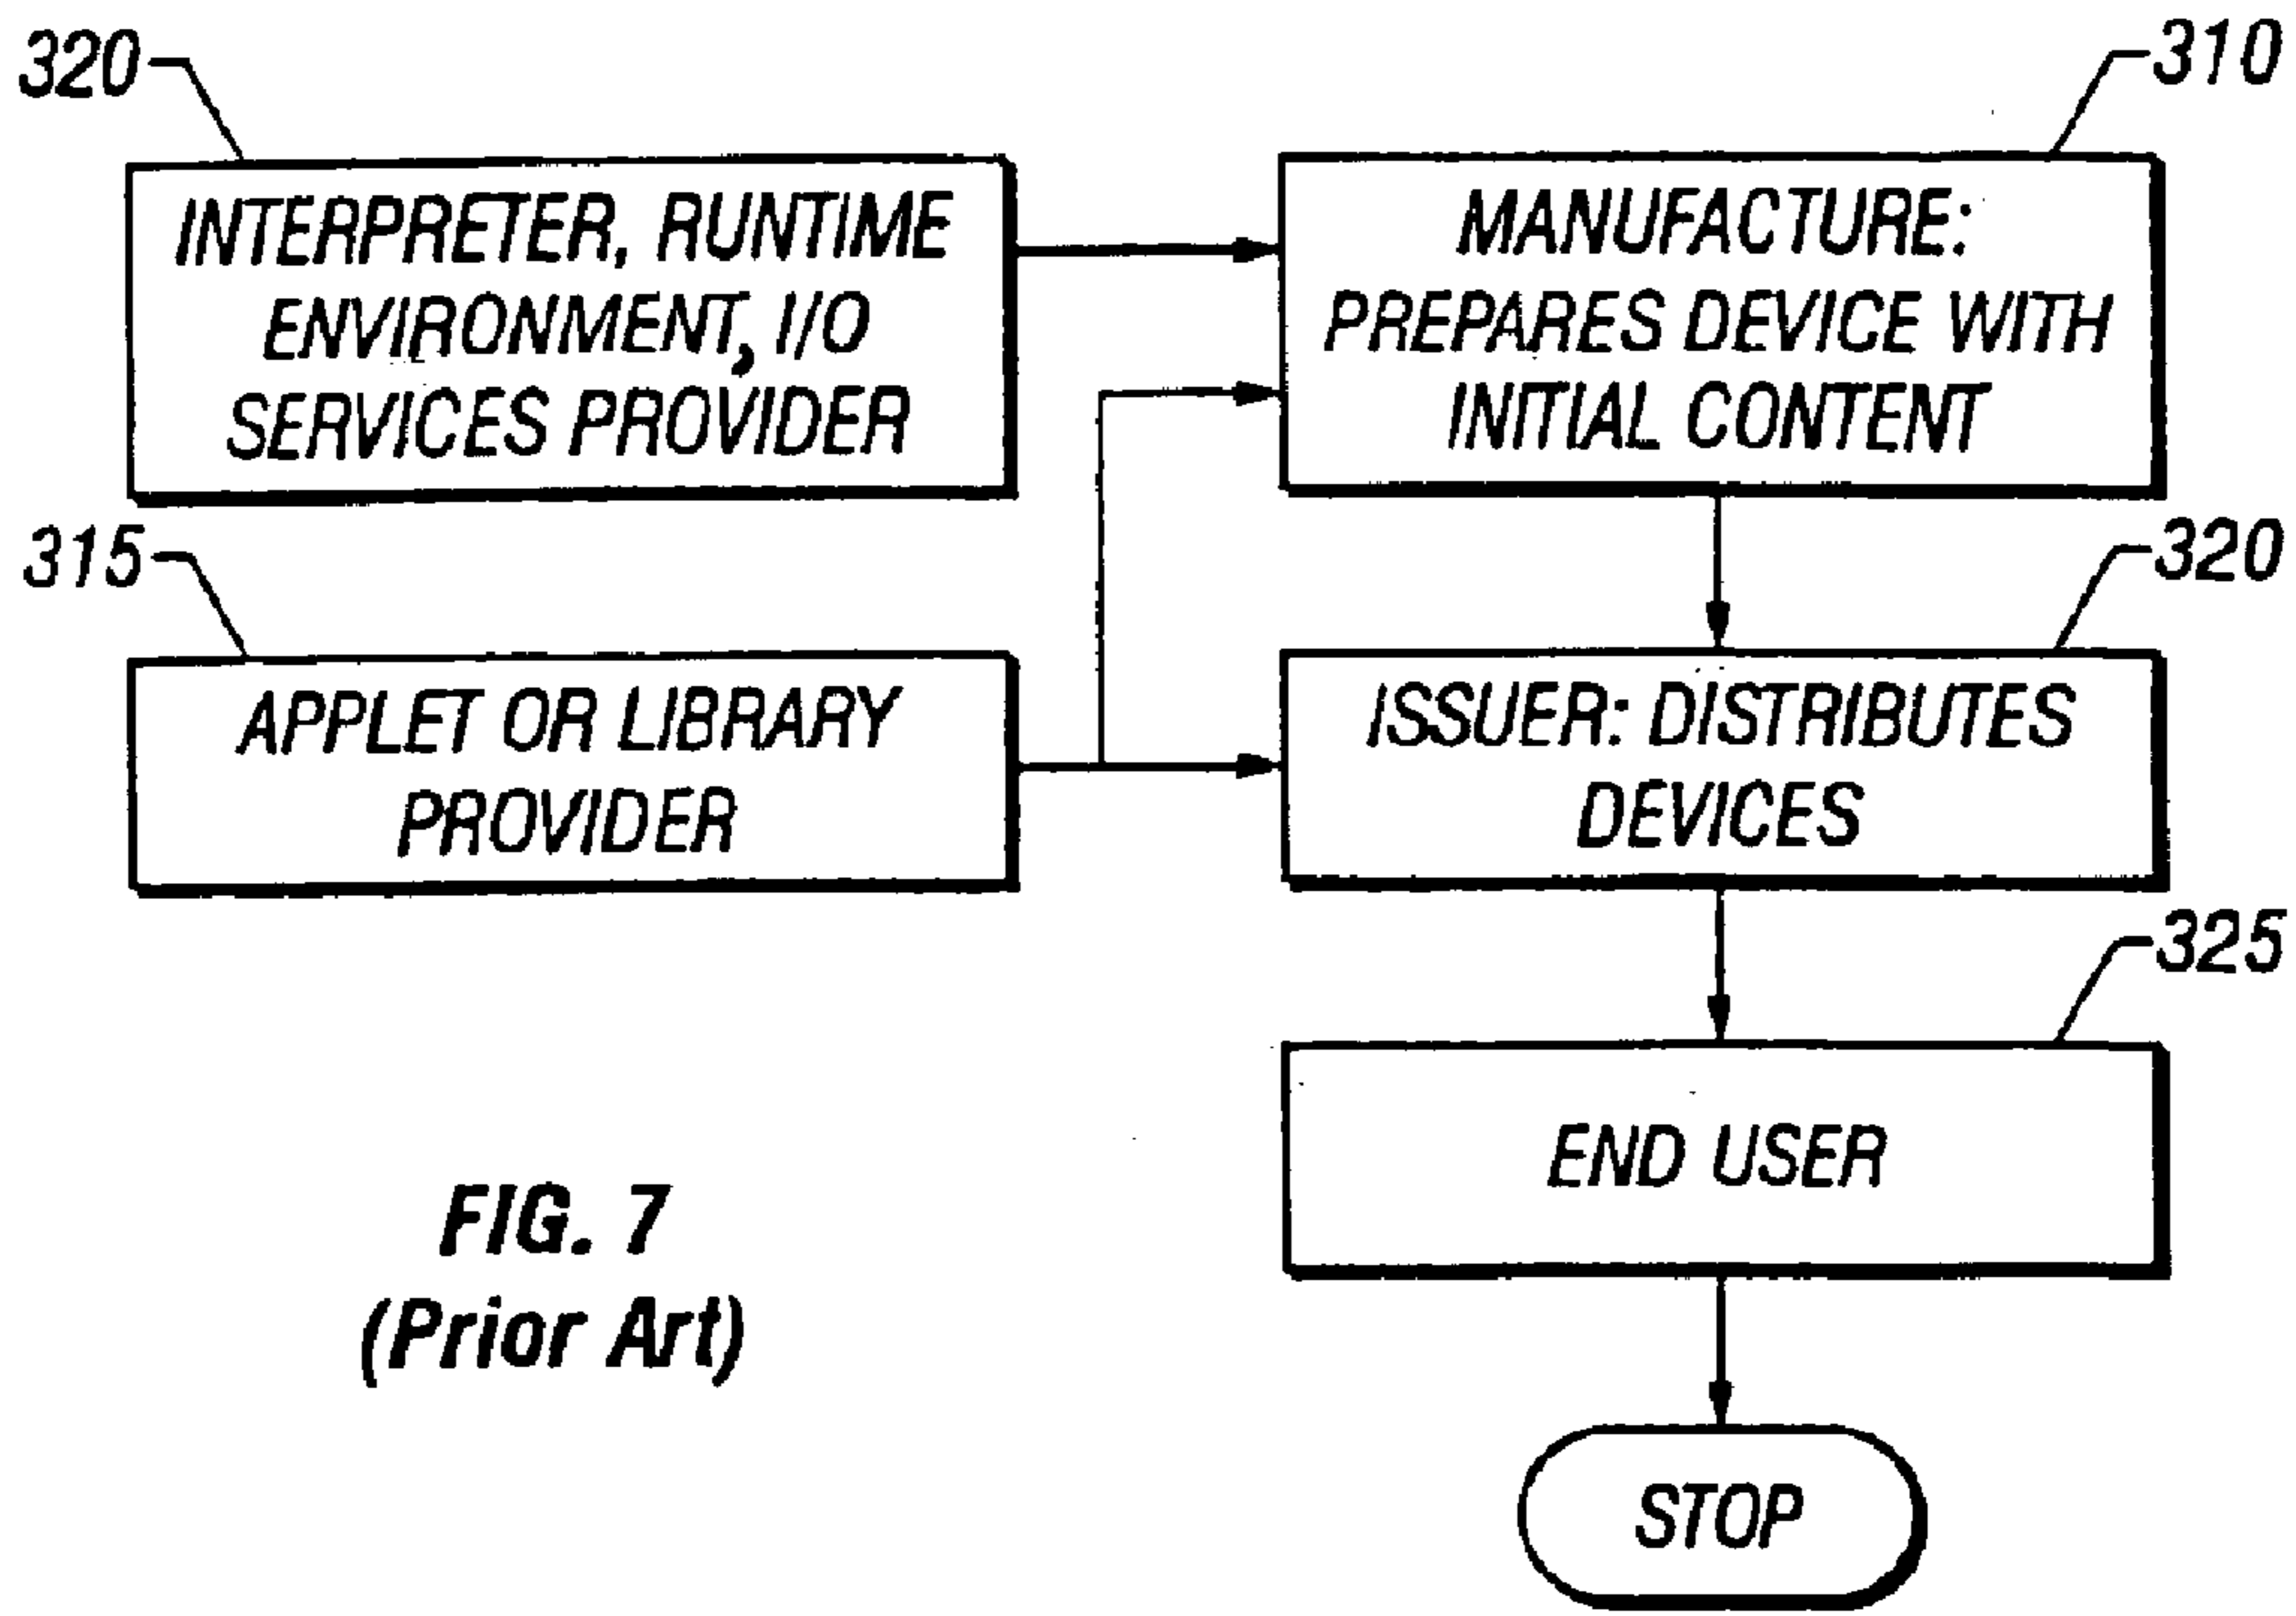 320
INTERPRETER, RUNTIME
ENVIRONMENT, I/O
SERVICES PROVIDER
310
MANUFACTURE:
PREPARES DEVICE WITH
INITIAL CONTENT
315
APPLET OR LIBRARY
PROVIDER
320
ISSUER: DISTRIBUTES
DEVICES
325
END USER
STOP
FIG. 7
(Prior Art)